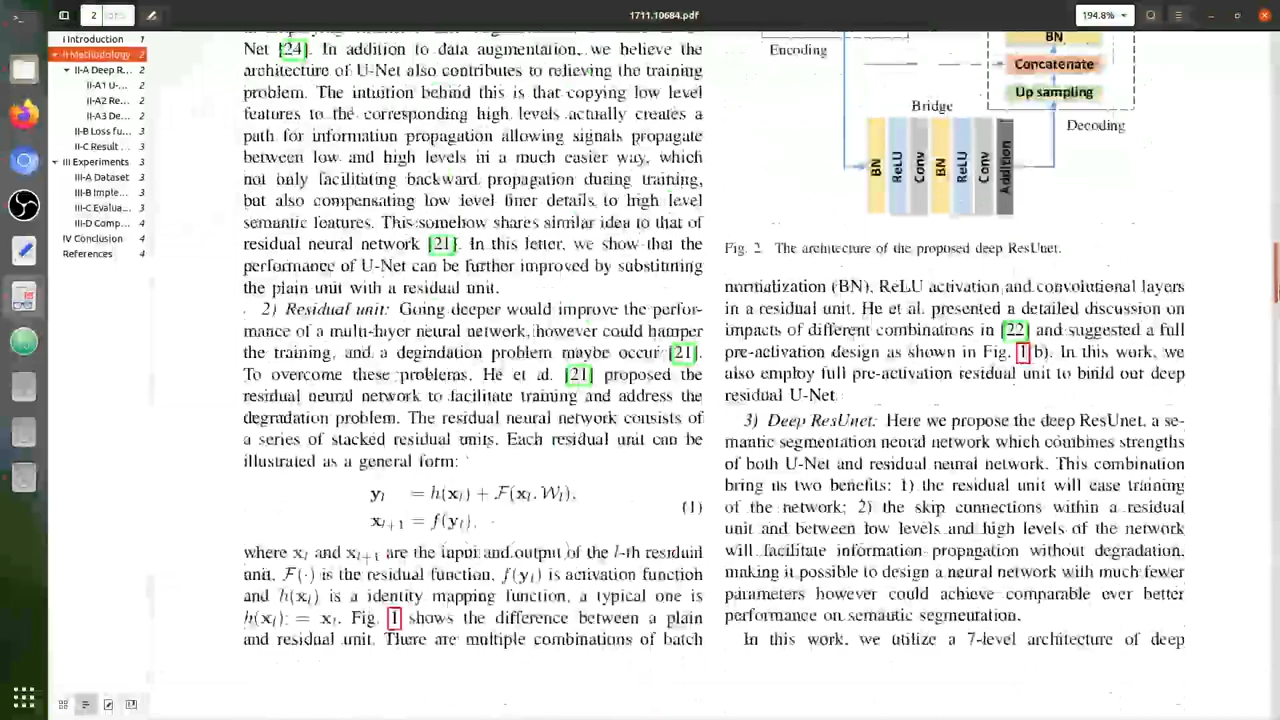 2
1711.10684.pdf
194.8%
I Introduction 1
II Methodology 2
II-A Deep R... 2
II-A1 U-... 2
II-A2 Re... 2
II-A3 De... 2
II-B Loss fu... 3
II-C Result ... 3
III Experiments 3
III-A Dataset 3
III-B Imple... 3
III-C Evalua... 3
III-D Comp... 4
IV Conclusion 4
References 4
Net [24]. In addition to data augmentation, we believe the
architecture of U-Net also contributes to relieving the training
problem. The intuition behind this is that copying low level
features to the corresponding high levels actually creates a
path for information propagation allowing signals propagate
between low and high levels in a much easier way, which
not only facilitating backward propagation during training,
but also compensating low level finer details to high level
semantic features. This somehow shares similar idea to that of
residual neural network [21]. In this letter, we show that the
performance of U-Net can be further improved by substituting
the plain unit with a residual unit.
2) Residual unit: Going deeper would improve the perfor-
mance of a multi-layer neural network, however could hamper
the training, and a degradation problem maybe occur [21].
To overcome these problems, He et al. [21] proposed the
residual neural network to facilitate training and address the
degradation problem. The residual neural network consists of
a series of stacked residual units. Each residual unit can be
illustrated as a general form:
y_l = h(x_l) + F(x_l, W_l),
x_{l+1} = f(y_l),
(1)
where x_l and x_{l+1} are the input and output of the l-th residual
unit, F(·) is the residual function, f(y_l) is activation function
and h(x_l) is a identity mapping function, a typical one is
h(x_l) = x_l. Fig. 1 shows the difference between a plain
and residual unit. There are multiple combinations of batch
Encoding
BN
Concatenate
Up sampling
Bridge
Decoding
BN
ReLU
Conv
BN
ReLU
Conv
Addition
Fig. 2. The architecture of the proposed deep ResUnet.
normalization (BN), ReLU activation and convolutional layers
in a residual unit. He et al. presented a detailed discussion on
impacts of different combinations in [22] and suggested a full
pre-activation design as shown in Fig. 1(b). In this work, we
also employ full pre-activation residual unit to build our deep
residual U-Net.
3) Deep ResUnet: Here we propose the deep ResUnet, a se-
mantic segmentation neural network which combines strengths
of both U-Net and residual neural network. This combination
bring us two benefits: 1) the residual unit will ease training
of the network; 2) the skip connections within a residual
unit and between low levels and high levels of the network
will facilitate information propagation without degradation,
making it possible to design a neural network with much fewer
parameters however could achieve comparable ever better
performance on semantic segmentation.
In this work, we utilize a 7-level architecture of deep